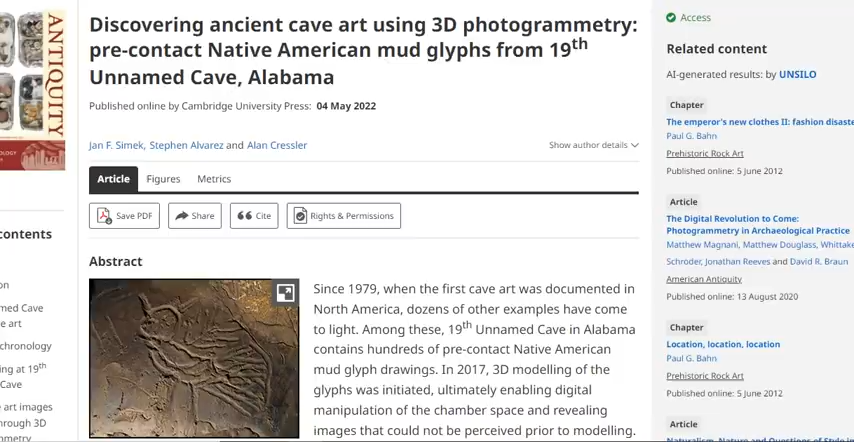 Discovering ancient cave art using 3D photogrammetry:
pre-contact Native American mud glyphs from 19th
Unnamed Cave, Alabama
Published online by Cambridge University Press: 04 May 2022
Jan F. Simek, Stephen Alvarez and Alan Cressler
Show author details
Article Figures Metrics
Save PDF Share Cite Rights & Permissions
Abstract
Since 1979, when the first cave art was documented in
North America, dozens of other examples have come
to light. Among these, 19th Unnamed Cave in Alabama
contains hundreds of pre-contact Native American
mud glyph drawings. In 2017, 3D modelling of the
glyphs was initiated, ultimately enabling digital
manipulation of the chamber space and revealing
images that could not be perceived prior to modelling.
ANTIQUITY
contents
chronology
ing at 19th
Cave
e art images
hrough 3D
Access
Related content
AI-generated results: by UNSILO
Chapter
The emperor's new clothes II: fashion disaste
Paul G. Bahn
Prehistoric Rock Art
Published online: 5 June 2012
Article
The Digital Revolution to Come:
Photogrammetry in Archaeological Practice
Matthew Magnani, Matthew Douglass, Whittake
Schroder, Jonathan Reeves and David R. Braun
American Antiquity
Published online: 13 August 2020
Chapter
Location, location, location
Paul G. Bahn
Prehistoric Rock Art
Published online: 5 June 2012
Article